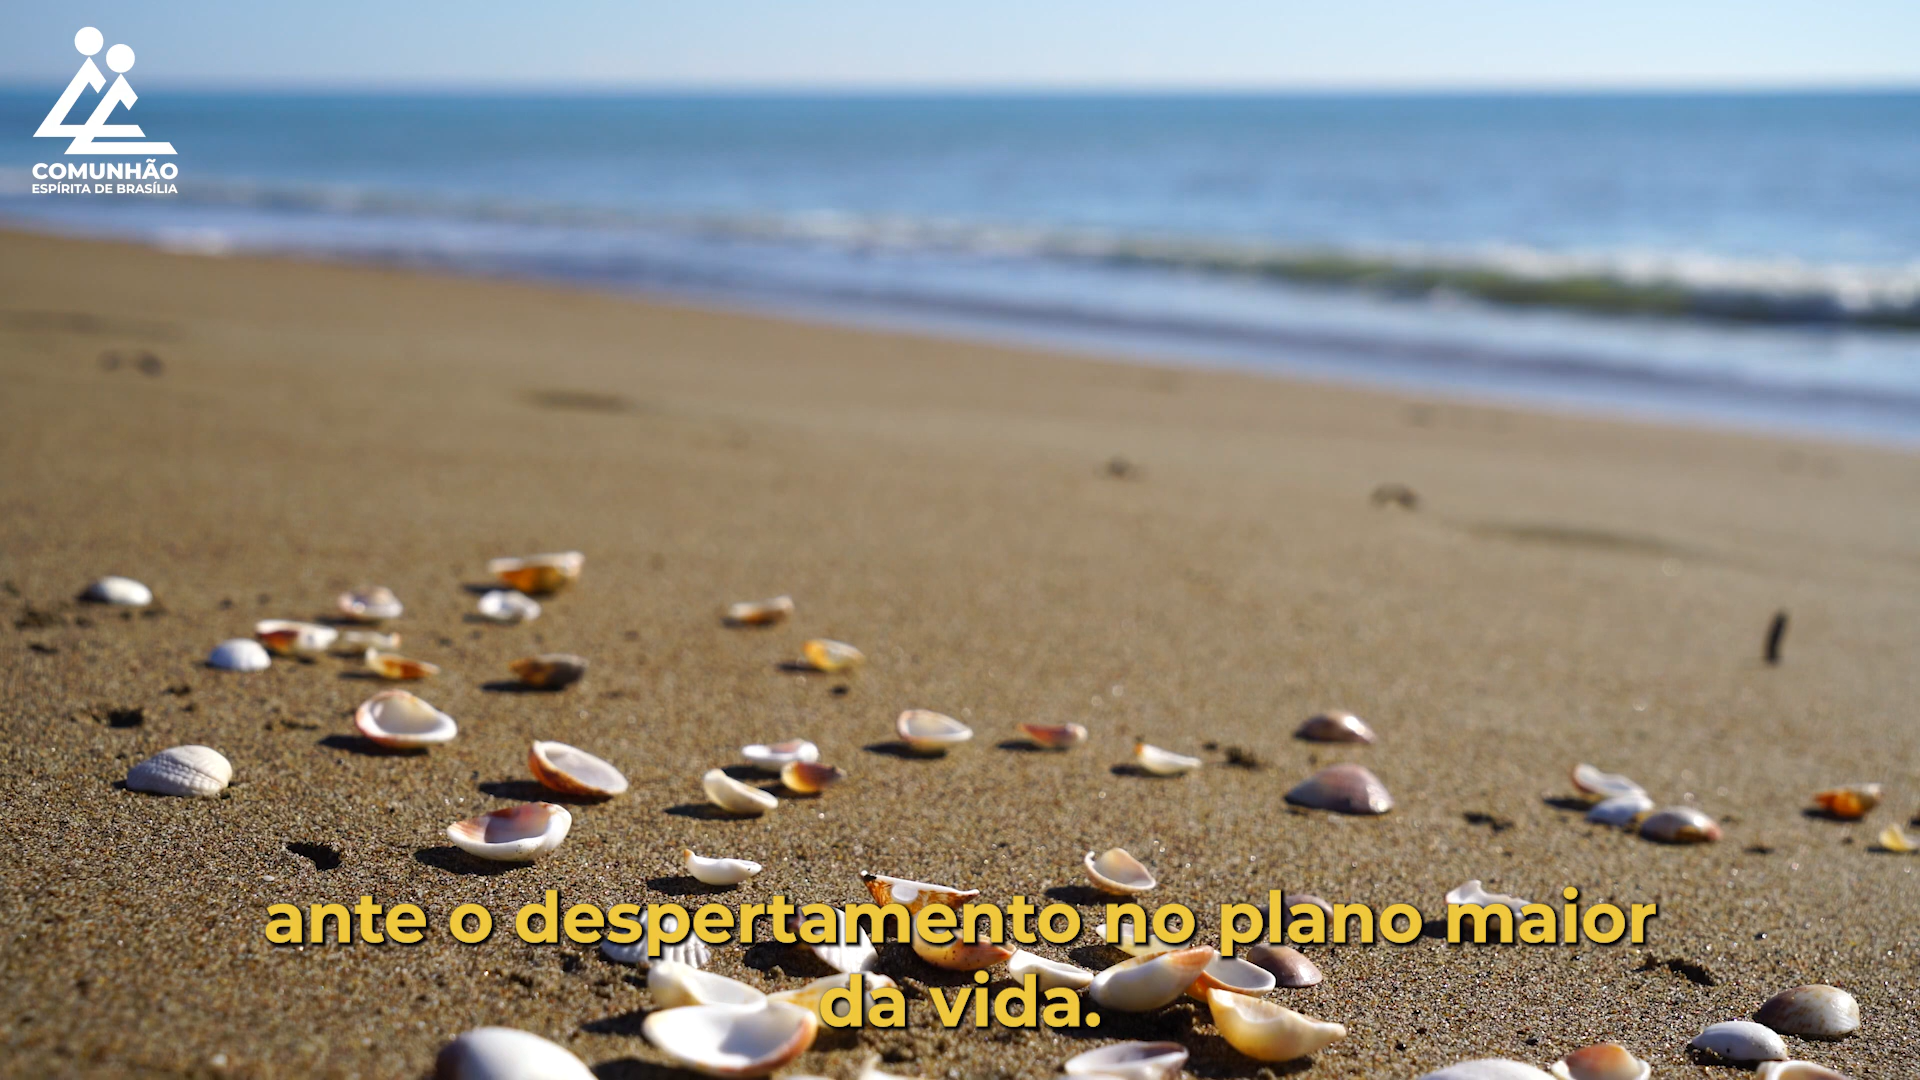 COMUNHÃO
ESPÍRITA DE BRASÍLIA
ante o despertamento no plano maior
da vida.